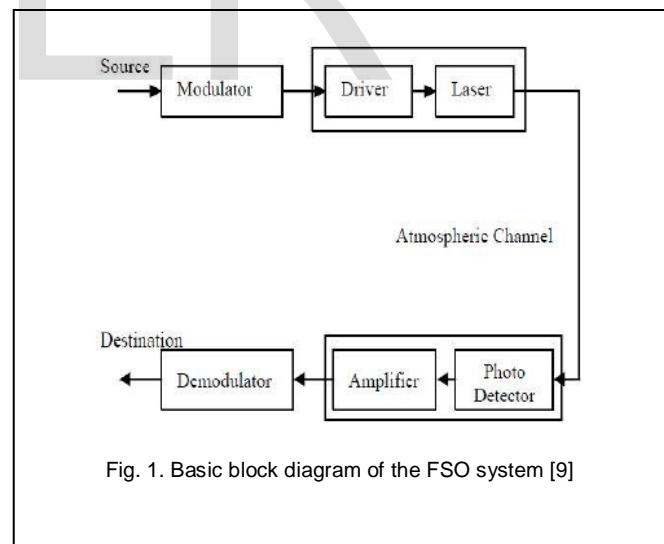 Source
Modulator
Driver
Laser
Atmospheric Channel
Destination
Demodulator
Amplifier
Photo
Detector
Fig. 1. Basic block diagram of the FSO system [9]